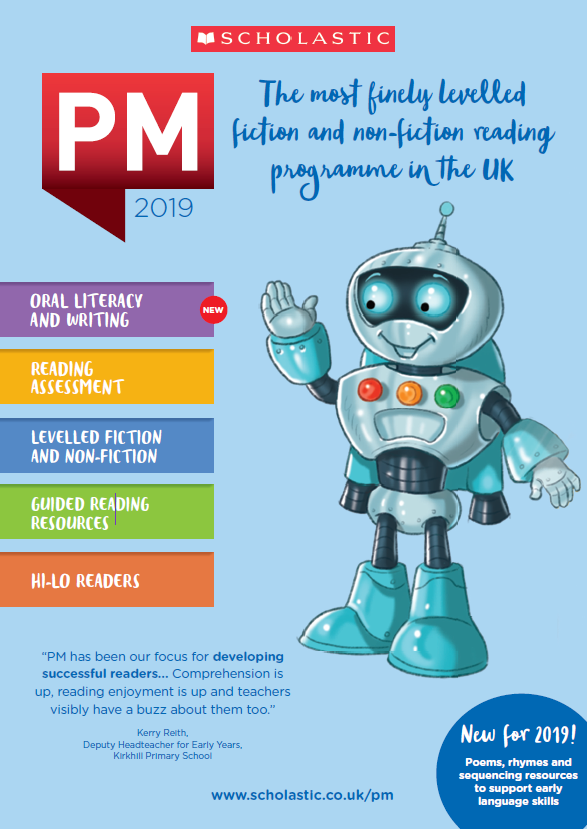 SCHOLASTIC
PM
2019
The most finely levelled
fiction and non-fiction reading
programme in the UK
ORAL LITERACY
AND WRITING
NEW
READING
ASSESSMENT
LEVELLED FICTION
AND NON-FICTION
GUIDED READING
RESOURCES
HI-LO READERS
“PM has been our focus for developing
successful readers... Comprehension is
up, reading enjoyment is up and teachers
visibly have a buzz about them too.”
Kerry Reith,
Deputy Headteacher for Early Years,
Kirkhill Primary School
New for 2019!
Poems, rhymes and
sequencing resources
to support early
language skills
www.scholastic.co.uk/pm